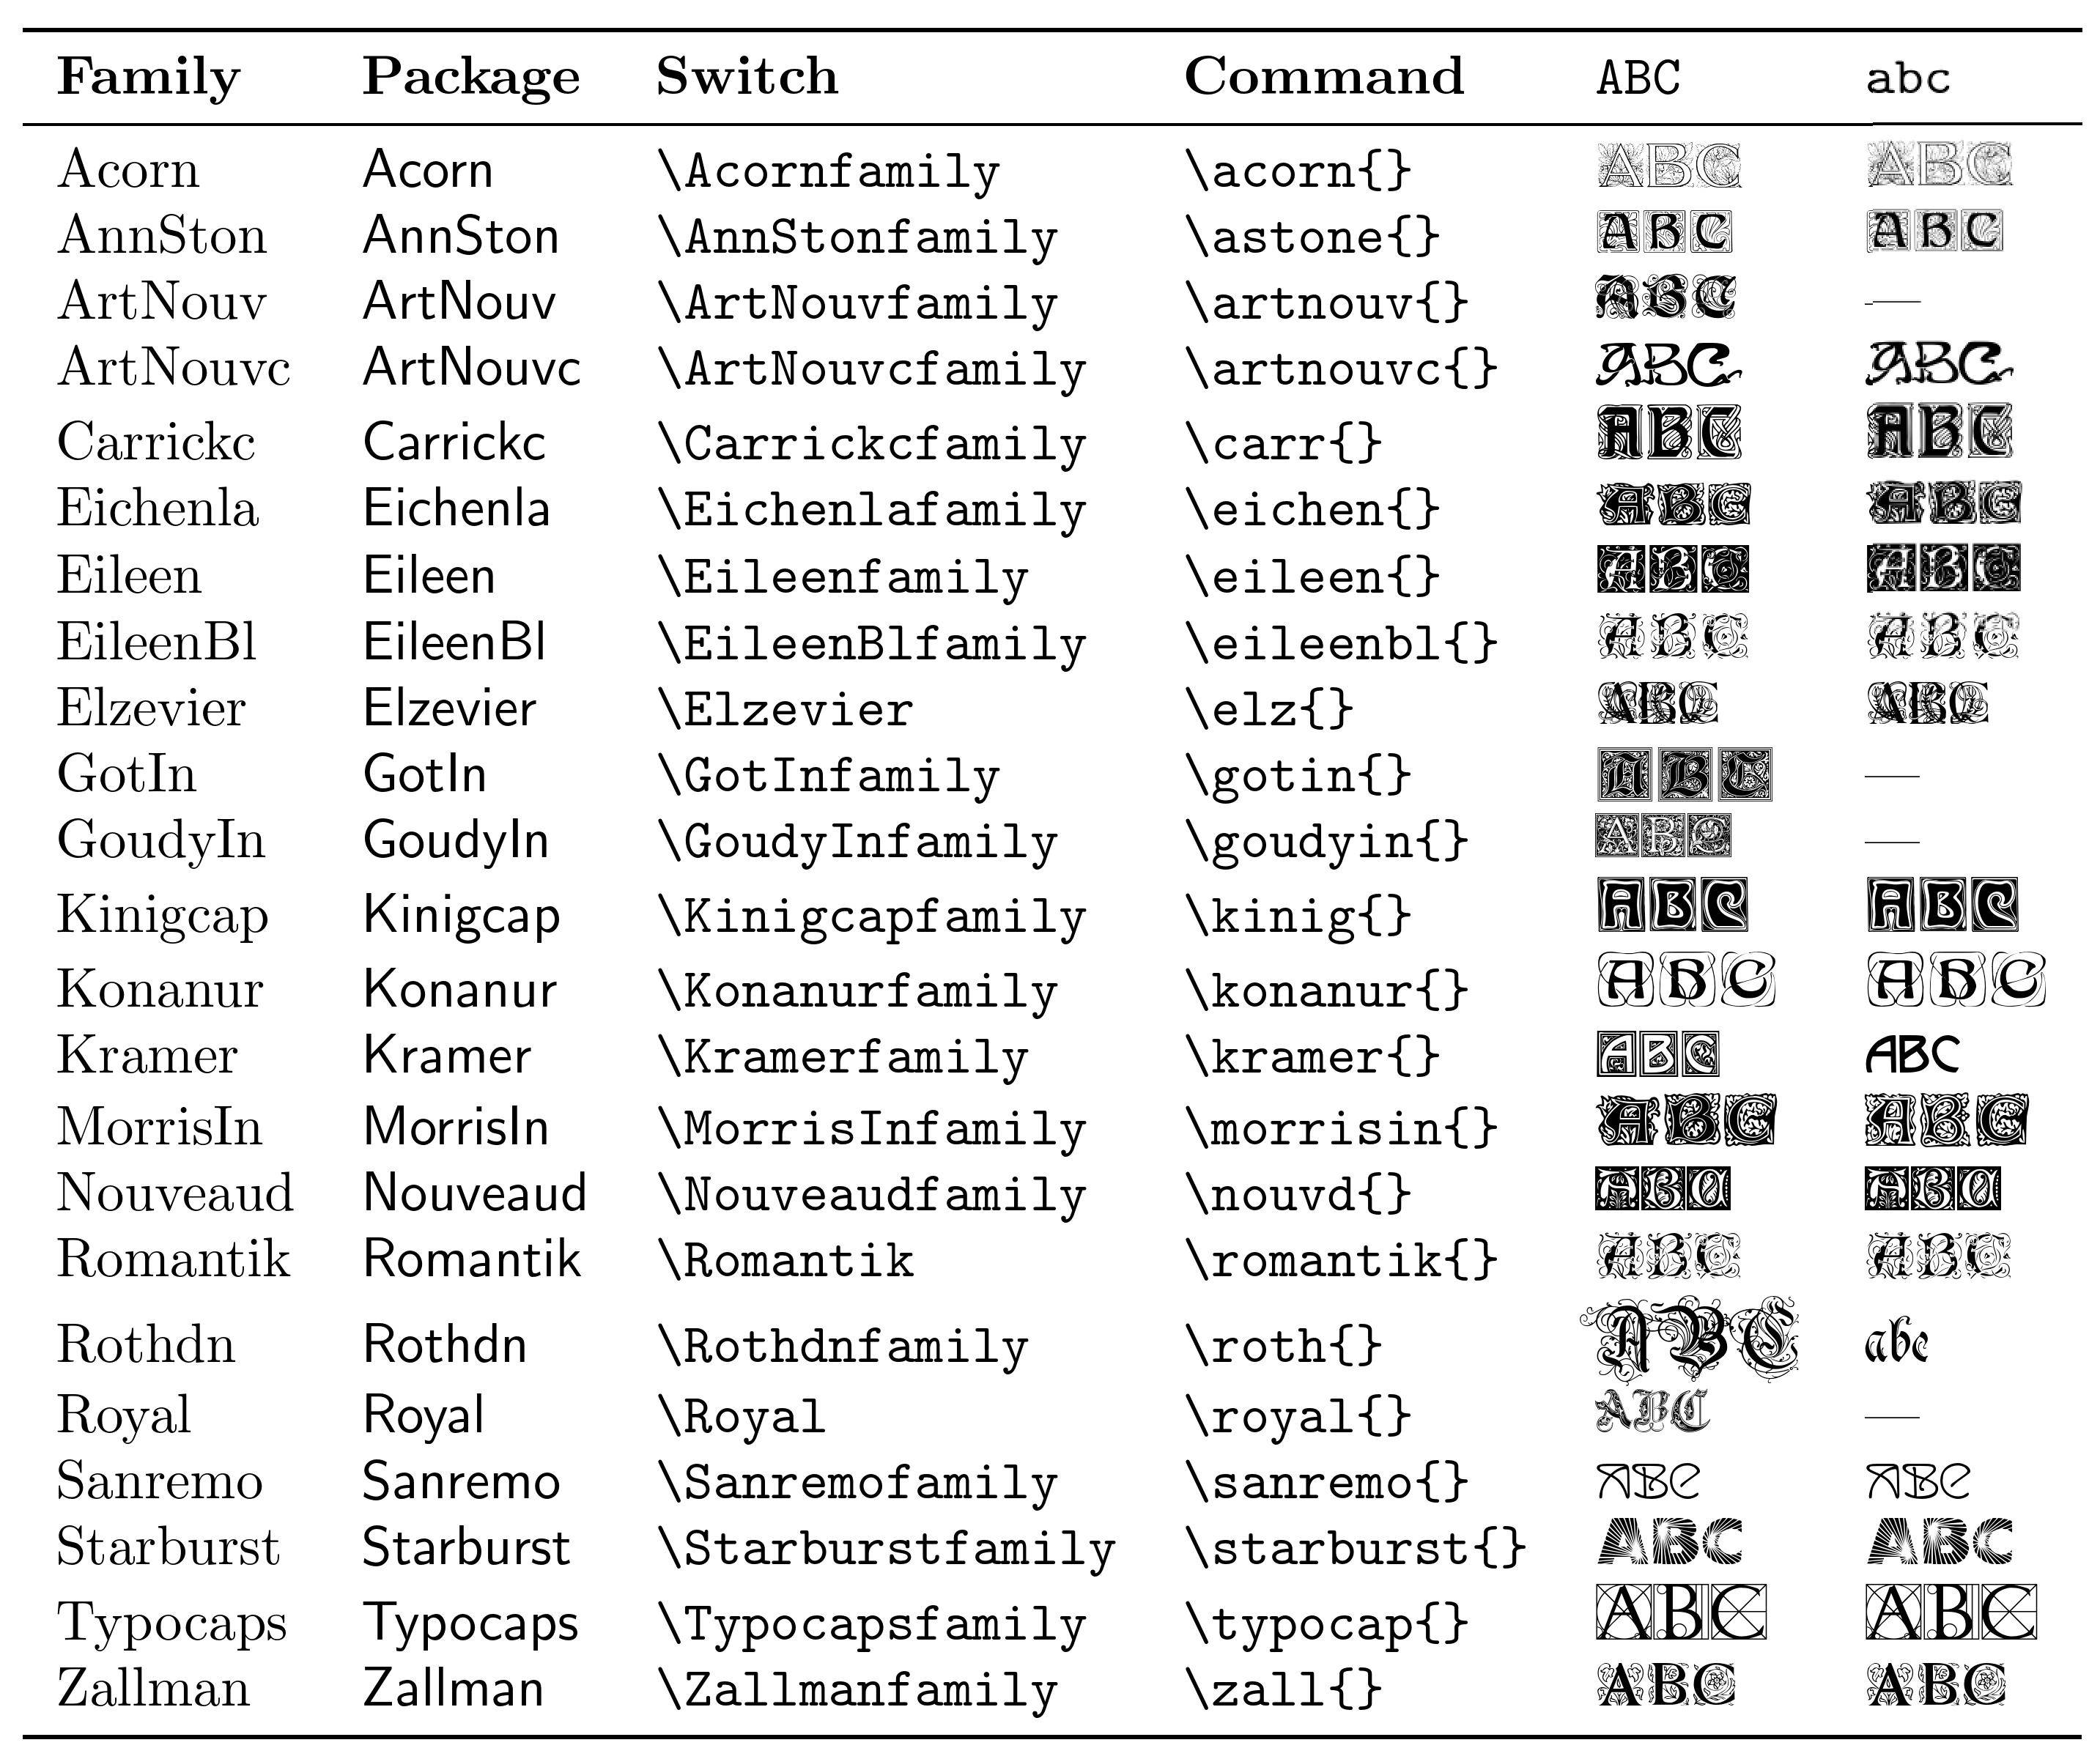 Family Package Switch Command ABC abc
Acorn Acorn \Acornfamily \acorn{} ABC ABC
AnnSton AnnSton \AnnStonfamily \astone{} ABC ABC
ArtNouv ArtNouv \ArtNouvfamily \artnouv{} ABC —
ArtNouvc ArtNouvc \ArtNouvcfamily \artnouvc{} ABC ABC
Carrickc Carrickc \Carrickcfamily \carr{} ABC ABC
Eichenla Eichenla \Eichenlafamily \eichen{} ABC ABC
Eileen Eileen \Eileenfamily \eileen{} ABC ABC
EileenBl EileenBl \EileenBlfamily \eileenbl{} ABC ABC
Elzevier Elzevier \Elzevier \elz{} ABC ABC
GotIn GotIn \GotInfamily \gotin{} ABC —
GoudyIn GoudyIn \GoudyInfamily \goudyin{} ABC —
Kinigcap Kinigcap \Kinigcapfamily \kinig{} ABC ABC
Konanur Konanur \Konanurfamily \konanur{} ABC ABC
Kramer Kramer \Kramerfamily \kramer{} ABC ABC
MorrisIn MorrisIn \MorrisInfamily \morrisin{} ABC ABC
Nouveaud Nouveaud \Nouveaudfamily \nouvd{} ABC ABC
Romantik Romantik \Romantik \romantik{} ABC ABC
Rothdn Rothdn \Rothdnfamily \roth{} ABC abc
Royal Royal \Royal \royal{} ABC —
Sanremo Sanremo \Sanremofamily \sanremo{} ABC ABC
Starburst Starburst \Starburstfamily \starburst{} ABC ABC
Typocaps Typocaps \Typocapsfamily \typocap{} ABC ABC
Zallman Zallman \Zallmanfamily \zall{} ABC ABC